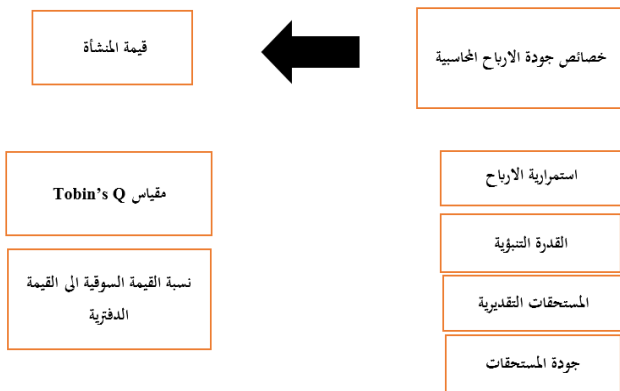 خصائص جودة الارباح المحاسبية
قيمة المنشأة
استمرارية الارباح
القدرة التنبؤية
المستحقات التقديرية
جودة المستحقات
مقياس Tobin’s Q
نسبة القيمة السوقية الى القيمة
الدفترية